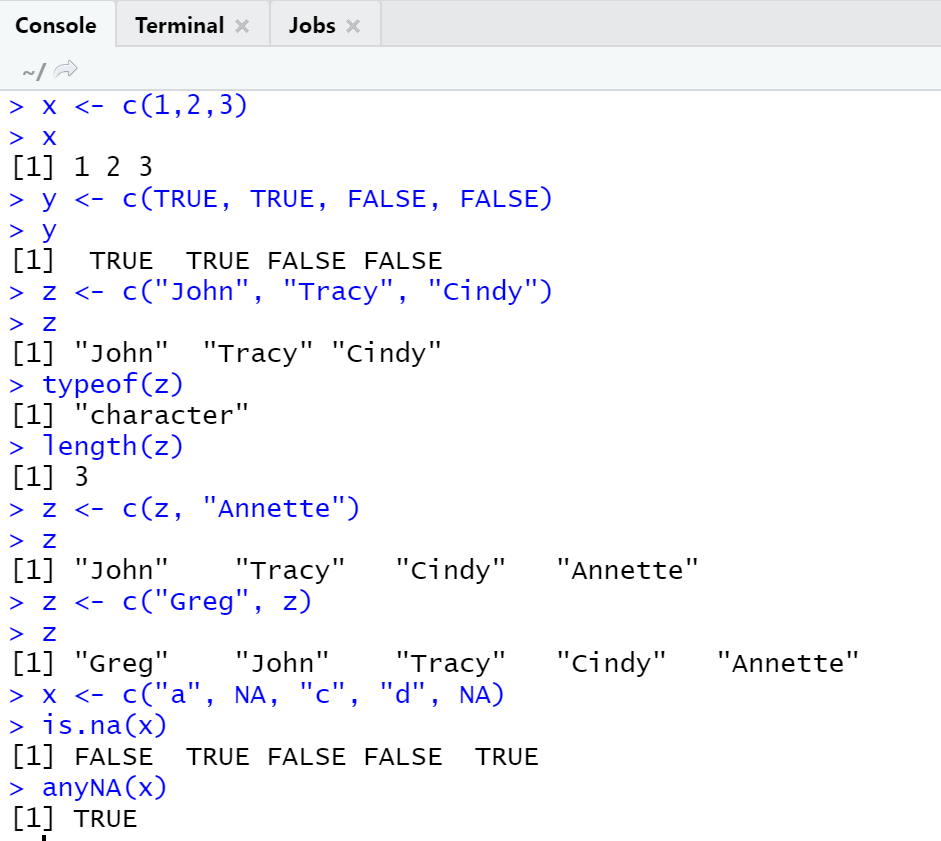 Console Terminal Jobs
~/
> x <- c(1,2,3)
> x
[1] 1 2 3
> y <- c(TRUE, TRUE, FALSE, FALSE)
> y
[1]  TRUE  TRUE FALSE FALSE
> z <- c("John", "Tracy", "Cindy")
> z
[1] "John"  "Tracy" "Cindy"
> typeof(z)
[1] "character"
> length(z)
[1] 3
> z <- c(z, "Annette")
> z
[1] "John"    "Tracy"   "Cindy"   "Annette"
> z <- c("Greg", z)
> z
[1] "Greg"    "John"    "Tracy"   "Cindy"   "Annette"
> x <- c("a", NA, "c", "d", NA)
> is.na(x)
[1] FALSE  TRUE FALSE FALSE  TRUE
> anyNA(x)
[1] TRUE